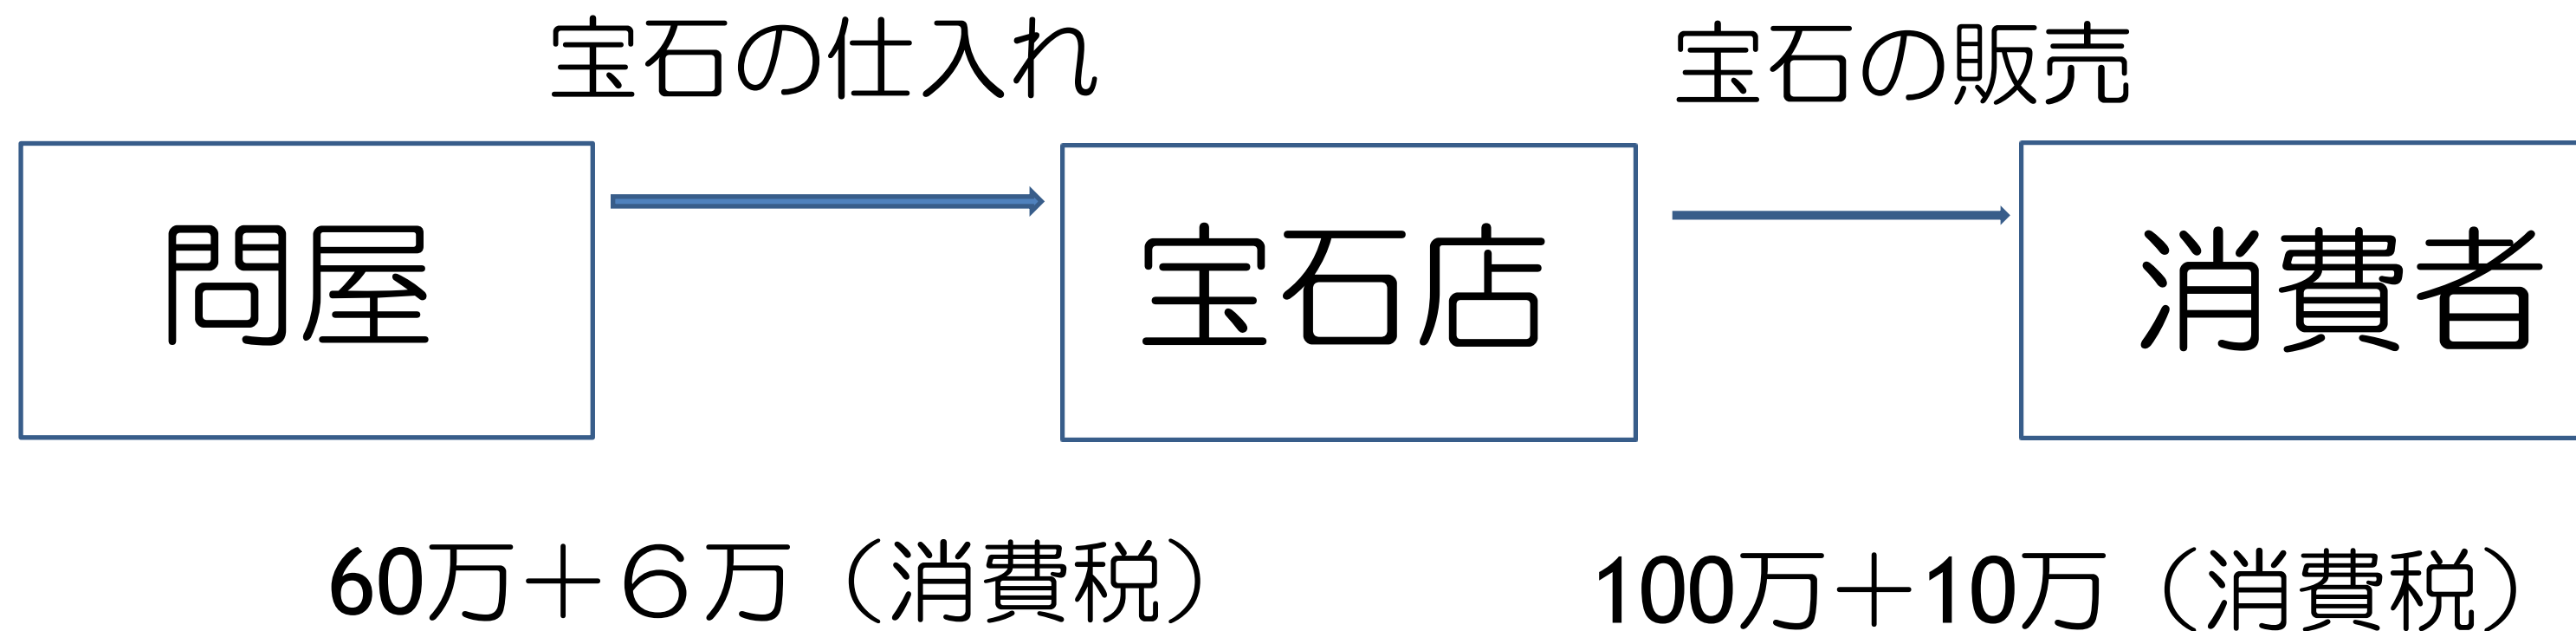 宝石の仕入れ
宝石の販売
問屋
宝石店
消費者
60万＋６万（消費税）
100万＋10万（消費税）